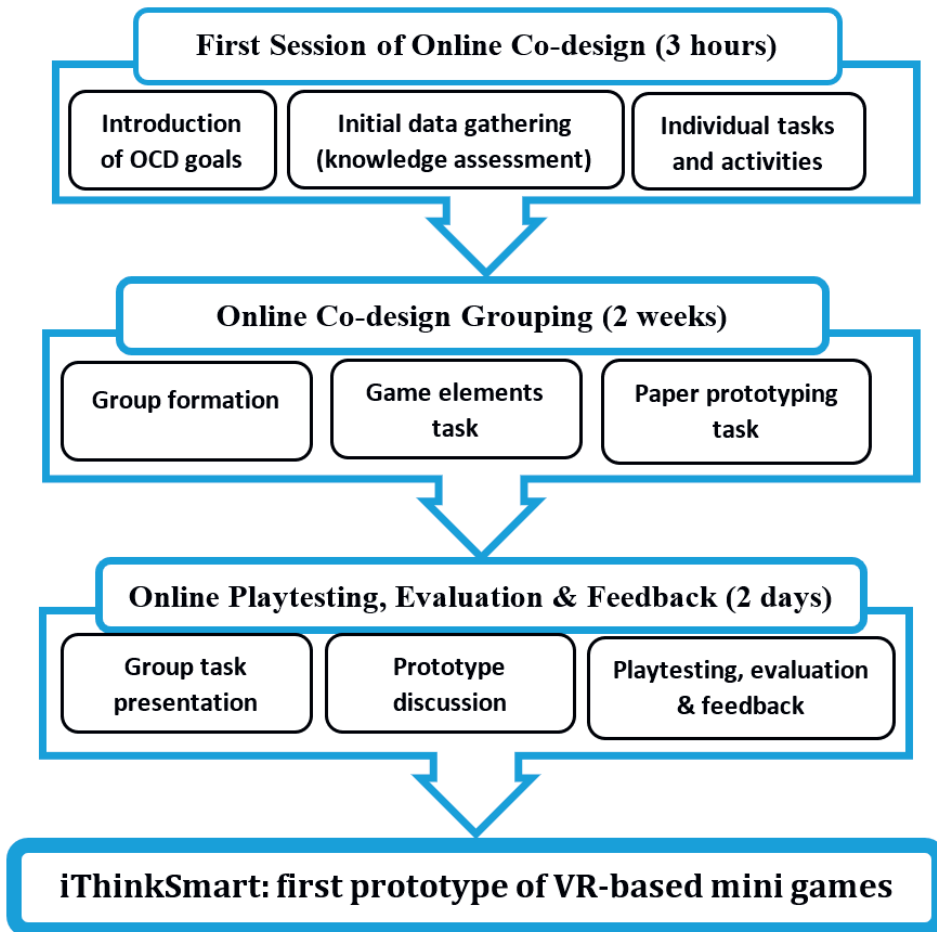 First Session of Online Co-design (3 hours)
Introduction
of OCD goals
Initial data gathering
(knowledge assessment)
Individual tasks
and activities
Online Co-design Grouping (2 weeks)
Group formation
Game elements
task
Paper prototyping
task
Online Playtesting, Evaluation & Feedback (2 days)
Group task
presentation
Prototype
discussion
Playtesting, evaluation
& feedback
iThinkSmart: first prototype of VR-based mini games